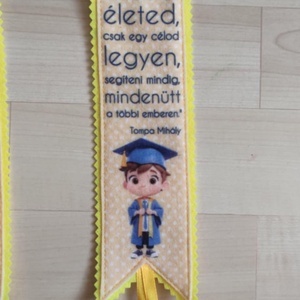 életed,
csak egy célod
legyen,
segíteni mindig,
mindenütt
a többi emberen."
Tompa Mihály